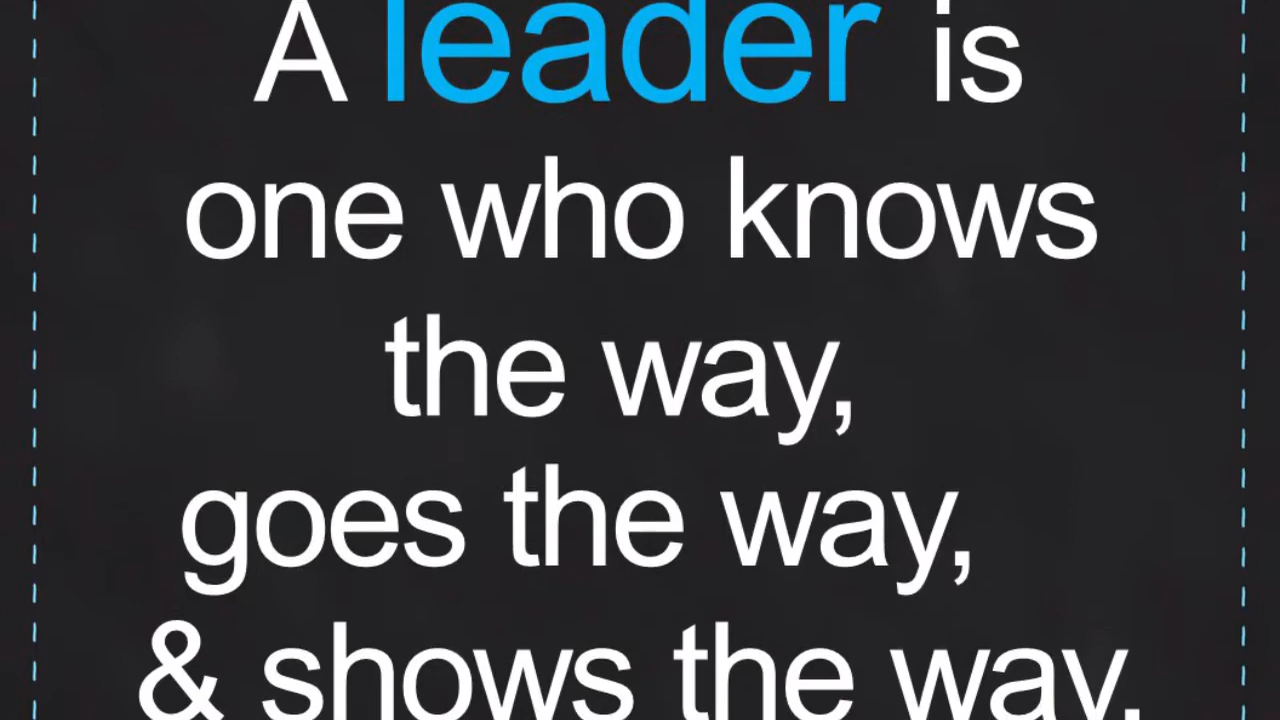 A leader is
one who knows
the way,
goes the way,
& shows the way.